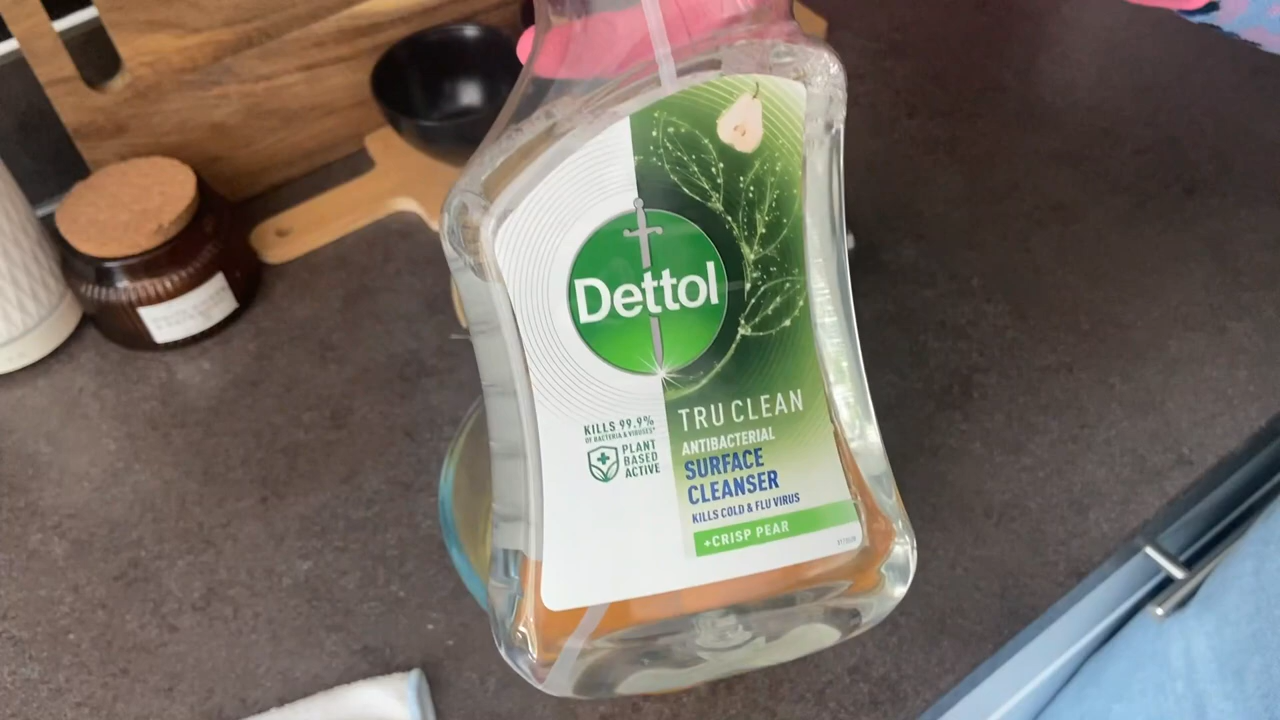 Dettol
TRU CLEAN
ANTIBACTERIAL
SURFACE
CLEANSER
KILLS COLD & FLU VIRUS
+CRISP PEAR
KILLS 99.9%
OF BACTERIA & VIRUSES*
PLANT
BASED
ACTIVE